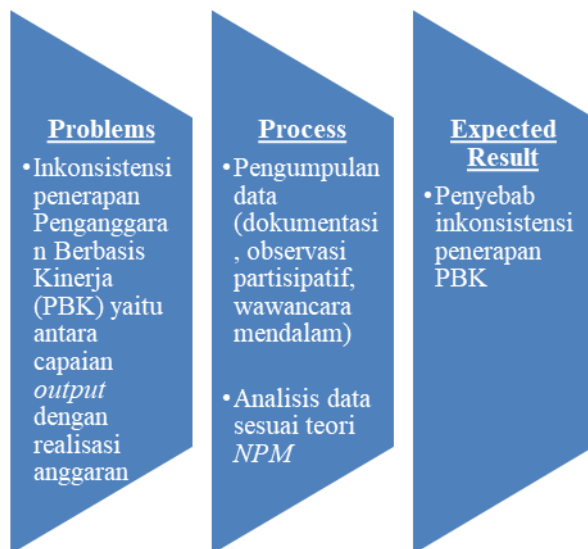 Problems
•Inkonsistensi
penerapan
Penganggara
n Berbasis
Kinerja
(PBK) yaitu
antara
capaian
output
dengan
realisasi
anggaran
Process
•Pengumpulan
data
(dokumentasi
, observasi
partisipatif,
wawancara
mendalam)
•Analisis data
sesuai teori
NPM
Expected
Result
•Penyebab
inkonsistensi
penerapan
PBK